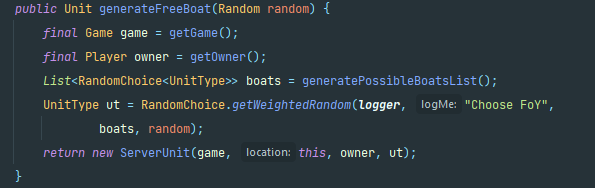 public Unit generateFreeBoat(Random random) {
final Game game = getGame();
final Player owner = getOwner();
List<RandomChoice<UnitType>> boats = generatePossibleBoatsList();
UnitType ut = RandomChoice.getWeightedRandom(logger, logMe: "Choose FoY",
boats, random);
return new ServerUnit(game, location: this, owner, ut);
}